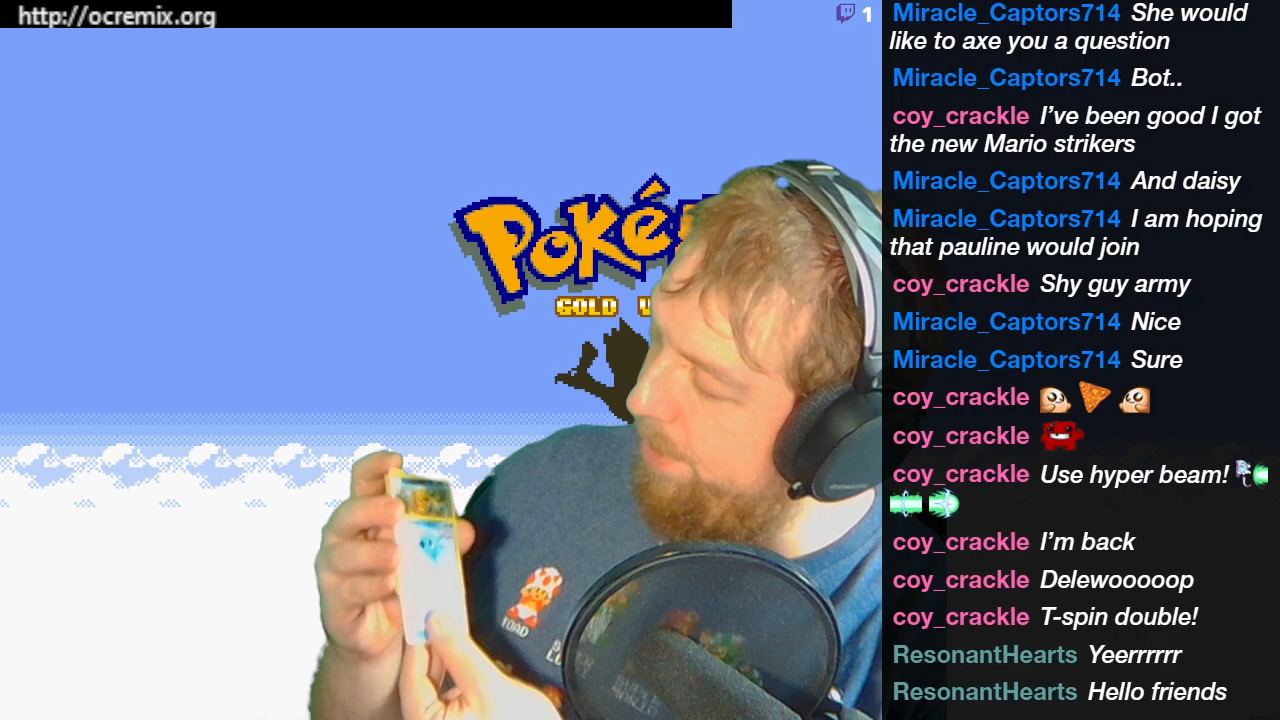 http://ocremix.org
1
POKé
GOLD V
TOAD
Miracle_Captors714 She would
like to axe you a question
Miracle_Captors714 Bot..
coy_crackle I've been good I got
the new Mario strikers
Miracle_Captors714 And daisy
Miracle_Captors714 I am hoping
that pauline would join
coy_crackle Shy guy army
Miracle_Captors714 Nice
Miracle_Captors714 Sure
coy_crackle
coy_crackle
coy_crackle Use hyper beam!
coy_crackle I'm back
coy_crackle Delewooooop
coy_crackle T-spin double!
ResonantHearts Yeerrrrrr
ResonantHearts Hello friends